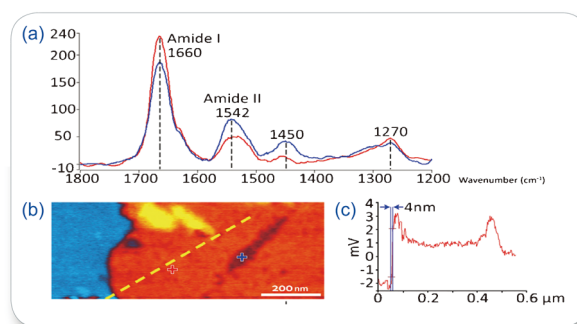 (a)
240
200
150
100
50
-10
Amide I
1660
Amide II
1542
1450
1270
1800 1700 1600 1500 1400 1300 1200 Wavenumber (cm⁻¹)
(b)
200 nm
(c)
4nm
4
3
2
1
0
-1
-2
mV
0 0.2 0.4 0.6 µm